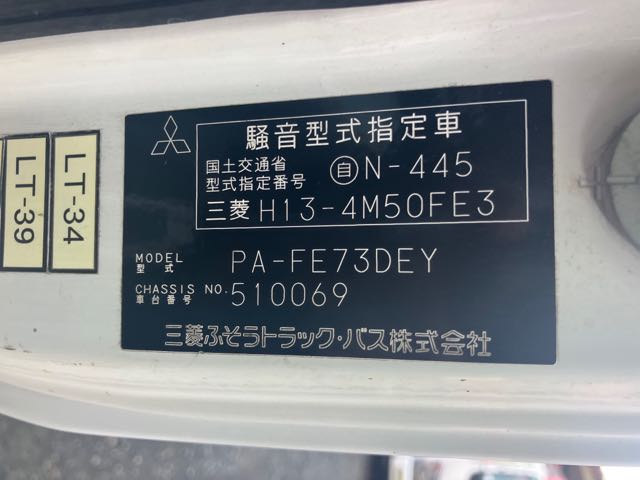 騒音型式指定車
国土交通省
型式指定番号 自N-445
三菱 H13-4M50FE3
MODEL
型式 PA-FE73DEY
CHASSIS NO.
車台番号 510069
三菱ふそうトラック・バス株式会社
LT-34
LT-39